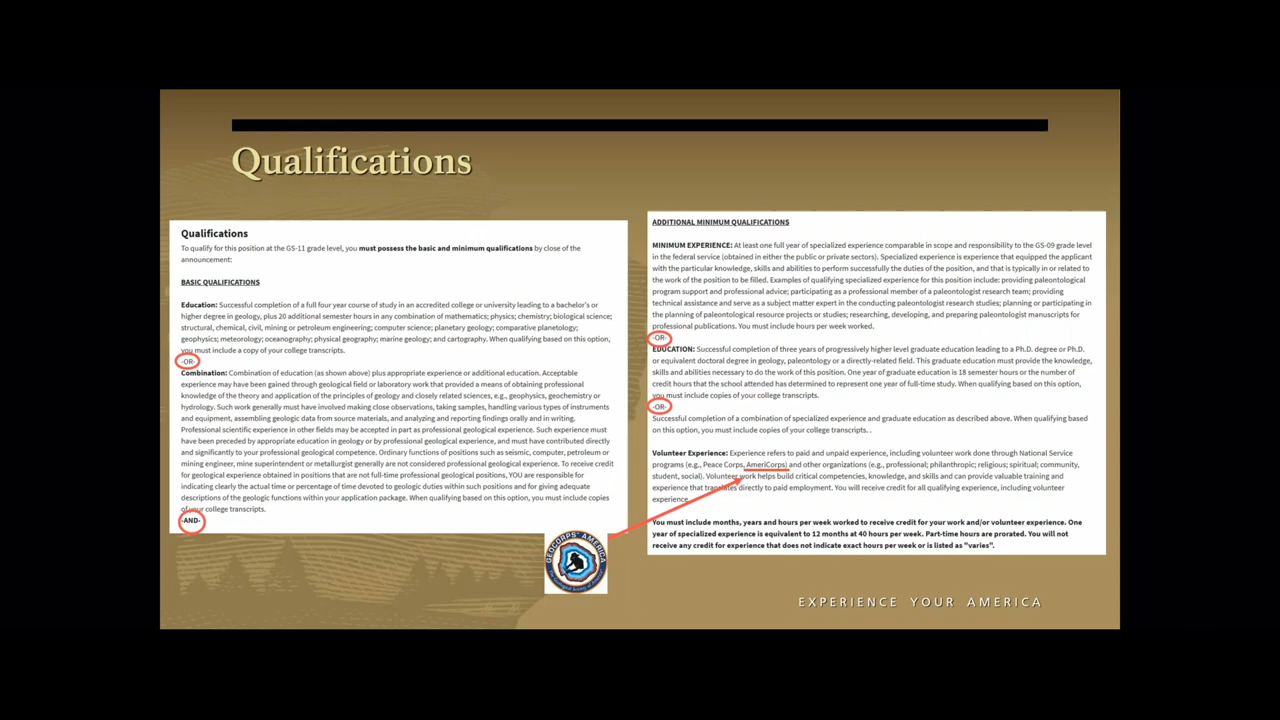 Qualifications
Qualifications
To qualify for this position at the GS-11 grade level, you must possess the basic and minimum qualifications by close of the
announcement:
BASIC QUALIFICATIONS
Education: Successful completion of a full four year course of study in an accredited college or university leading to a bachelor's or
higher degree in geology, plus 20 additional semester hours in any combination of mathematics; physics; chemistry; biological science;
structural, chemical, civil, mining or petroleum engineering; computer science; planetary geology; comparative planetology;
geophysics; meteorology; oceanography; physical geography; marine geology; and cartography. When qualifying based on this option,
you must include a copy of your college transcripts.
-OR-
Combination: Combination of education (as shown above) plus appropriate experience or additional education. Acceptable
experience may have been gained through geological field or laboratory work that provided a means of obtaining professional
knowledge of the theory and application of the principles of geology and closely related sciences, e.g., geophysics, geochemistry or
hydrology. Such work generally must have involved making close observations, taking samples, handling various types of instruments
and equipment, assembling geologic data from source materials, and analyzing and reporting findings orally and in writing.
Professional scientific experience in other fields may be accepted in part as professional geological experience. Such experience must
have been preceded by appropriate education in geology or by professional geological experience, and must have contributed directly
and significantly to your professional geological competence. Ordinary functions of positions such as seismic, computer, petroleum or
mining engineer, mine superintendent or metallurgist generally are not considered professional geological experience. To receive credit
for geological experience obtained in positions that are not full-time professional geological positions, YOU are responsible for
indicating clearly the actual time or percentage of time devoted to geologic duties within such positions and for giving adequate
descriptions of the geologic functions within your application package. When qualifying based on this option, you must include copies
of your college transcripts.
-AND-
ADDITIONAL MINIMUM QUALIFICATIONS
MINIMUM EXPERIENCE: At least one full year of specialized experience comparable in scope and responsibility to the GS-09 grade level
in the federal service (obtained in either the public or private sectors). Specialized experience is experience that equipped the applicant
with the particular knowledge, skills and abilities to perform successfully the duties of the position, and that is typically in or related to
the work of the position to be filled. Examples of qualifying specialized experience for this position include: providing paleontological
program support and professional advice; participating as a professional member of a paleontologist research team; providing
technical assistance and serve as a subject matter expert in the conducting paleontologist research studies; planning or participating in
the planning of paleontological resource projects or studies; researching, developing, and preparing paleontological manuscripts for
professional publications. You must include hours per week worked.
-OR-
EDUCATION: Successful completion of three years of progressively higher level graduate education leading to a Ph.D. degree or Ph.D.
or equivalent doctoral degree in geology, paleontology or a directly-related field. This graduate education must provide the knowledge,
skills and abilities necessary to do the work of this position. One year of graduate education is 18 semester hours or the number of
credit hours that the school attended has determined to represent one year of full-time study. When qualifying based on this option,
you must include copies of your college transcripts.
-OR-
Successful completion of a combination of specialized experience and graduate education as described above. When qualifying based
on this option, you must include copies of your college transcripts. .
Volunteer Experience: Experience refers to paid and unpaid experience, including volunteer work done through National Service
programs (e.g., Peace Corps, AmeriCorps) and other organizations (e.g., professional; philanthropic; religious; spiritual; community,
student, social). Volunteer work helps build critical competencies, knowledge, and skills and can provide valuable training and
experience that translates directly to paid employment. You will receive credit for all qualifying experience, including volunteer
experience.
You must include months, years and hours per week worked to receive credit for your work and/or volunteer experience. One
year of specialized experience is equivalent to 12 months at 40 hours per week. Part-time hours are prorated. You will not
receive any credit for experience that does not indicate exact hours per week or is listed as "varies".
GEOCORPS AMERICA
EXPERIENCE YOUR AMERICA